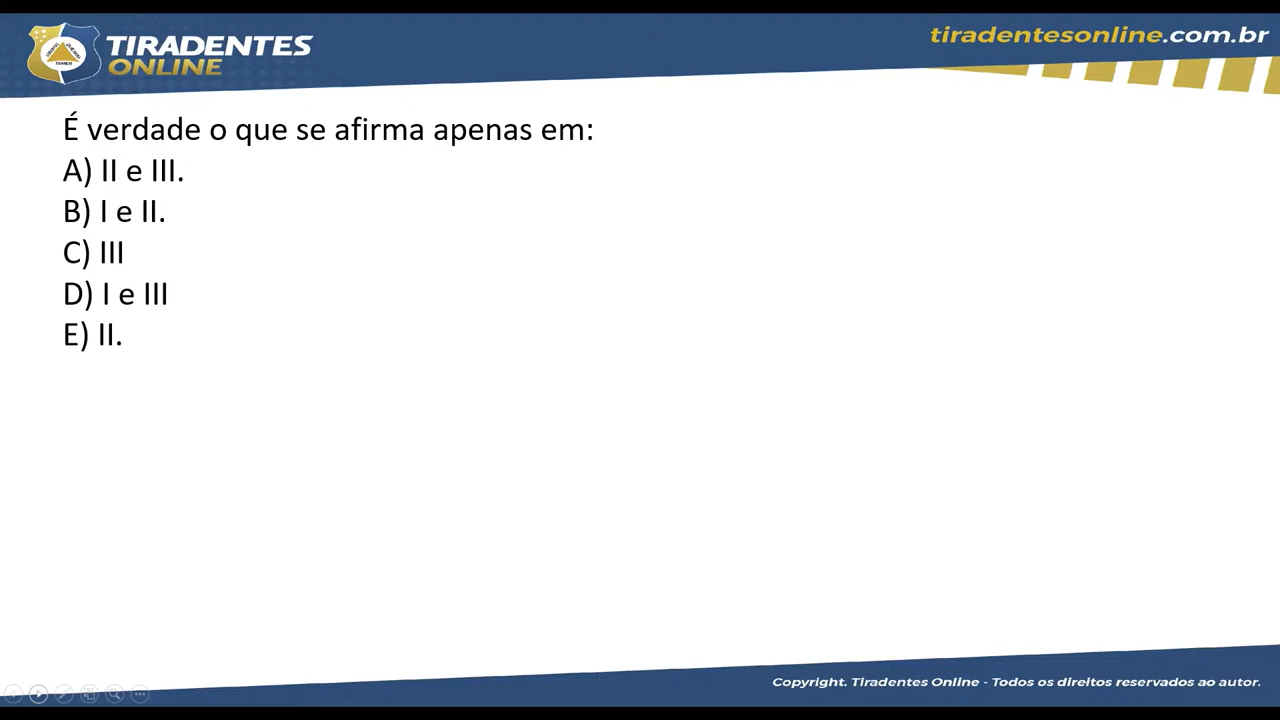 TIRADENTES
ONLINE
tiradentesonline.com.br
É verdade o que se afirma apenas em:
A) II e III.
B) I e II.
C) III
D) I e III
E) II.
Copyright. Tiradentes Online - Todos os direitos reservados ao autor.